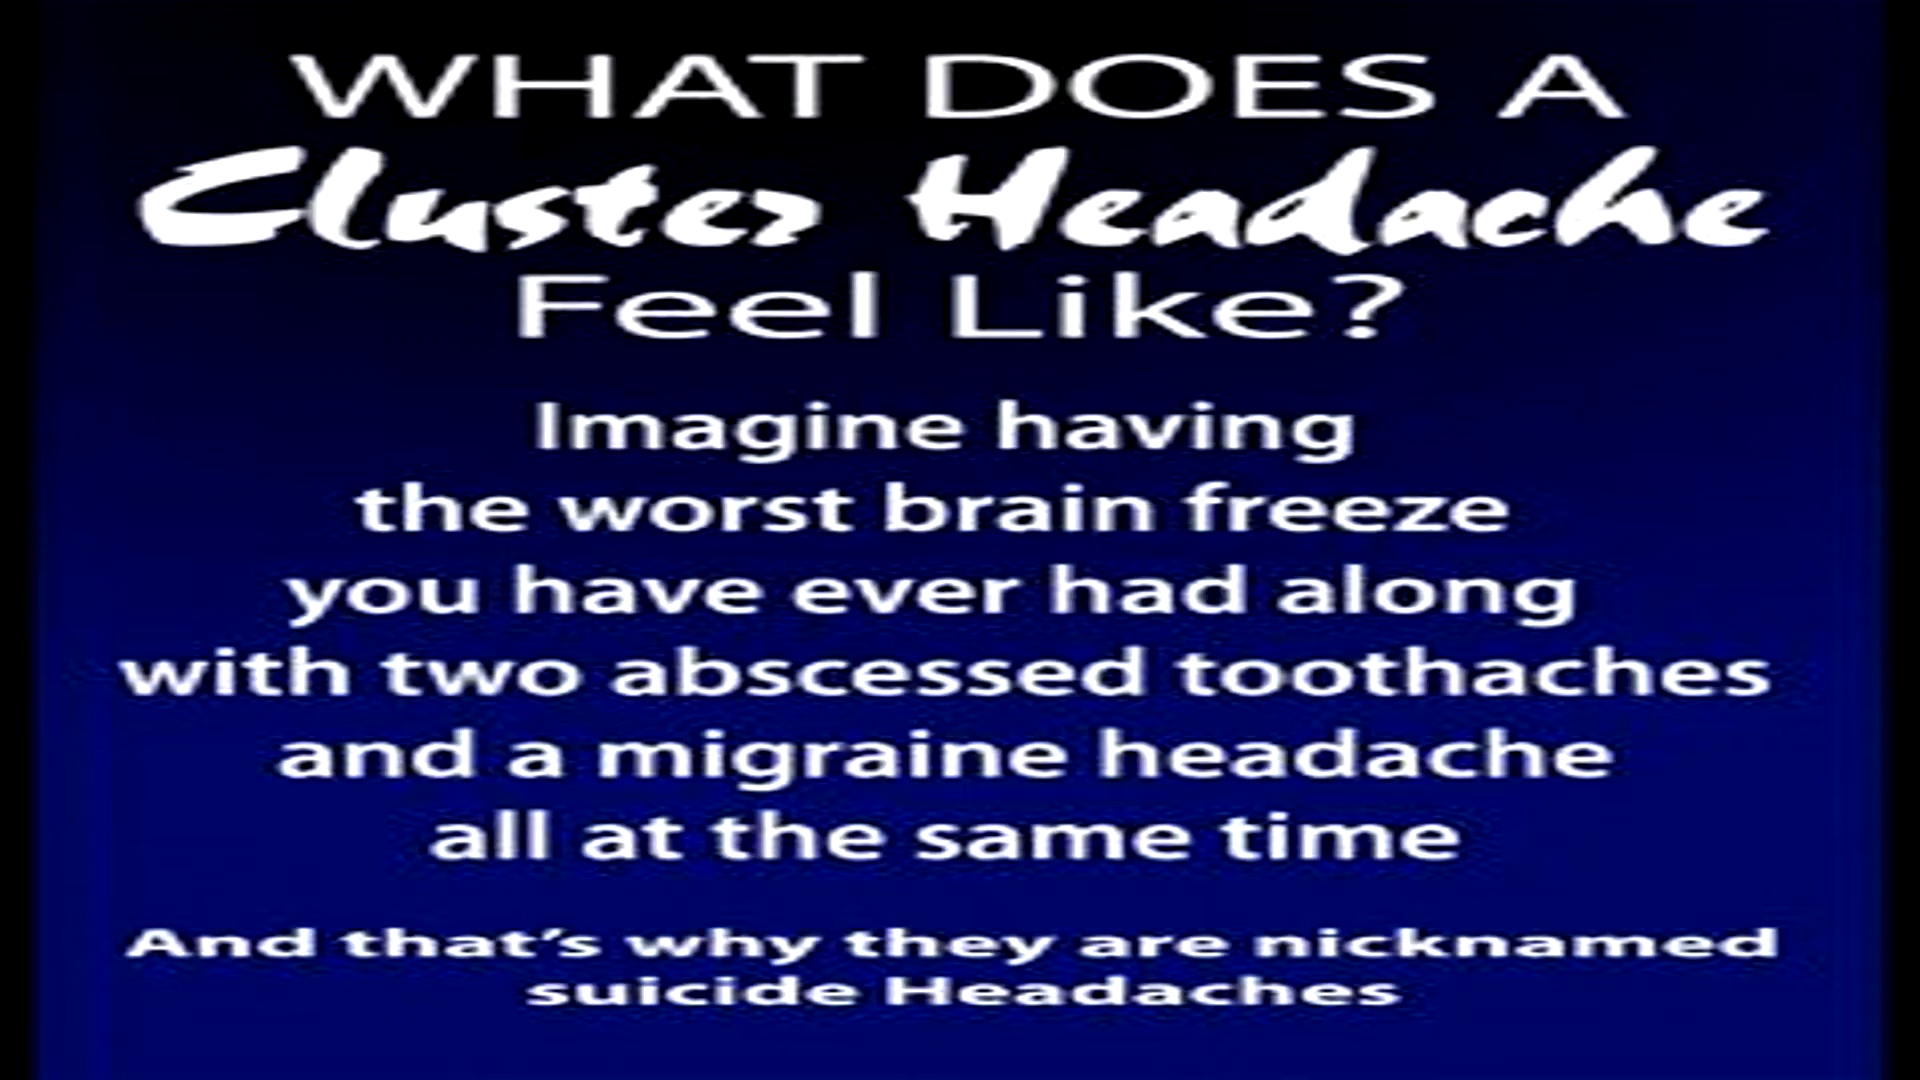 WHAT DOES A
Cluster Headache
Feel Like?
Imagine having
the worst brain freeze
you have ever had along
with two abscessed toothaches
and a migraine headache
all at the same time
And that's why they are nicknamed
suicide Headaches